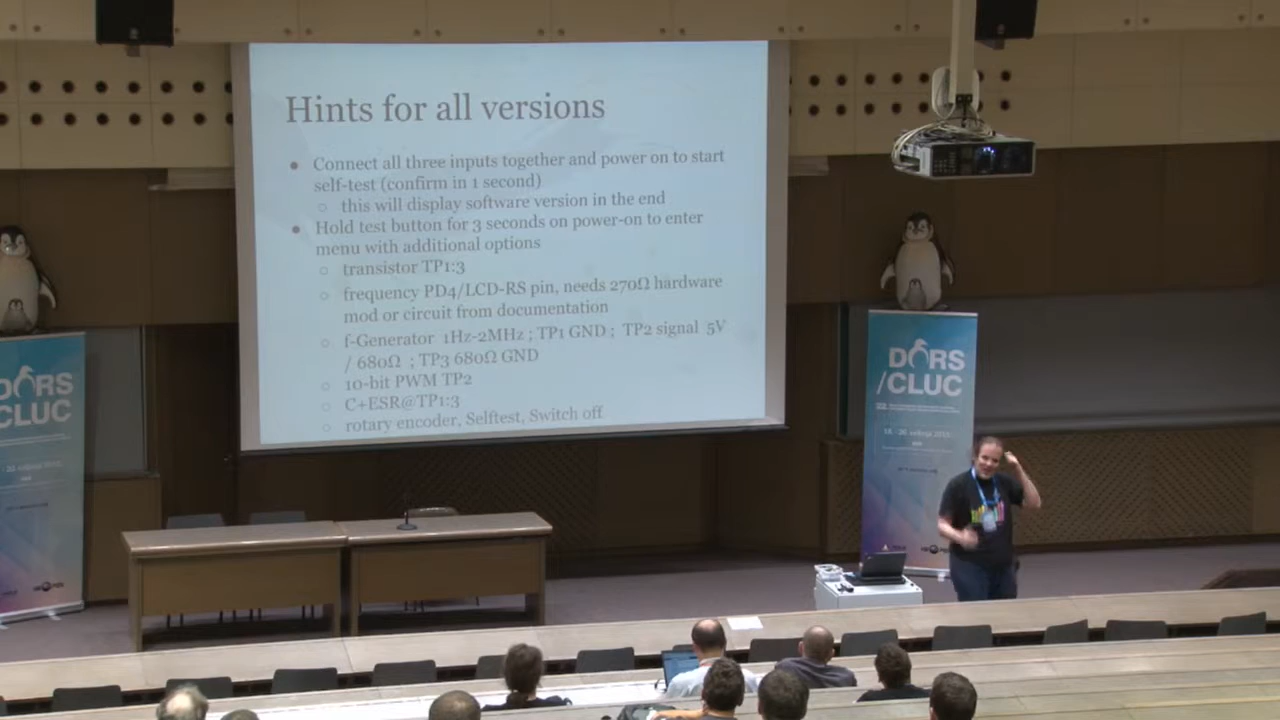 Hints for all versions
● Connect all three inputs together and power on to start
self-test (confirm in 1 second)
○ this will display software version in the end
● Hold test button for 3 seconds on power-on to enter
menu with additional options
○ transistor TP1:3
○ frequency PD4/LCD-RS pin, needs 270Ω hardware
mod or circuit from documentation
○ f-Generator 1Hz-2MHz ; TP1 GND ; TP2 signal 5V
/ 680Ω ; TP3 680Ω GND
○ 10-bit PWM TP2
○ C+ESR@TP1:3
○ rotary encoder, Selftest, Switch off
DORS
CLUC
DORS
/CLUC